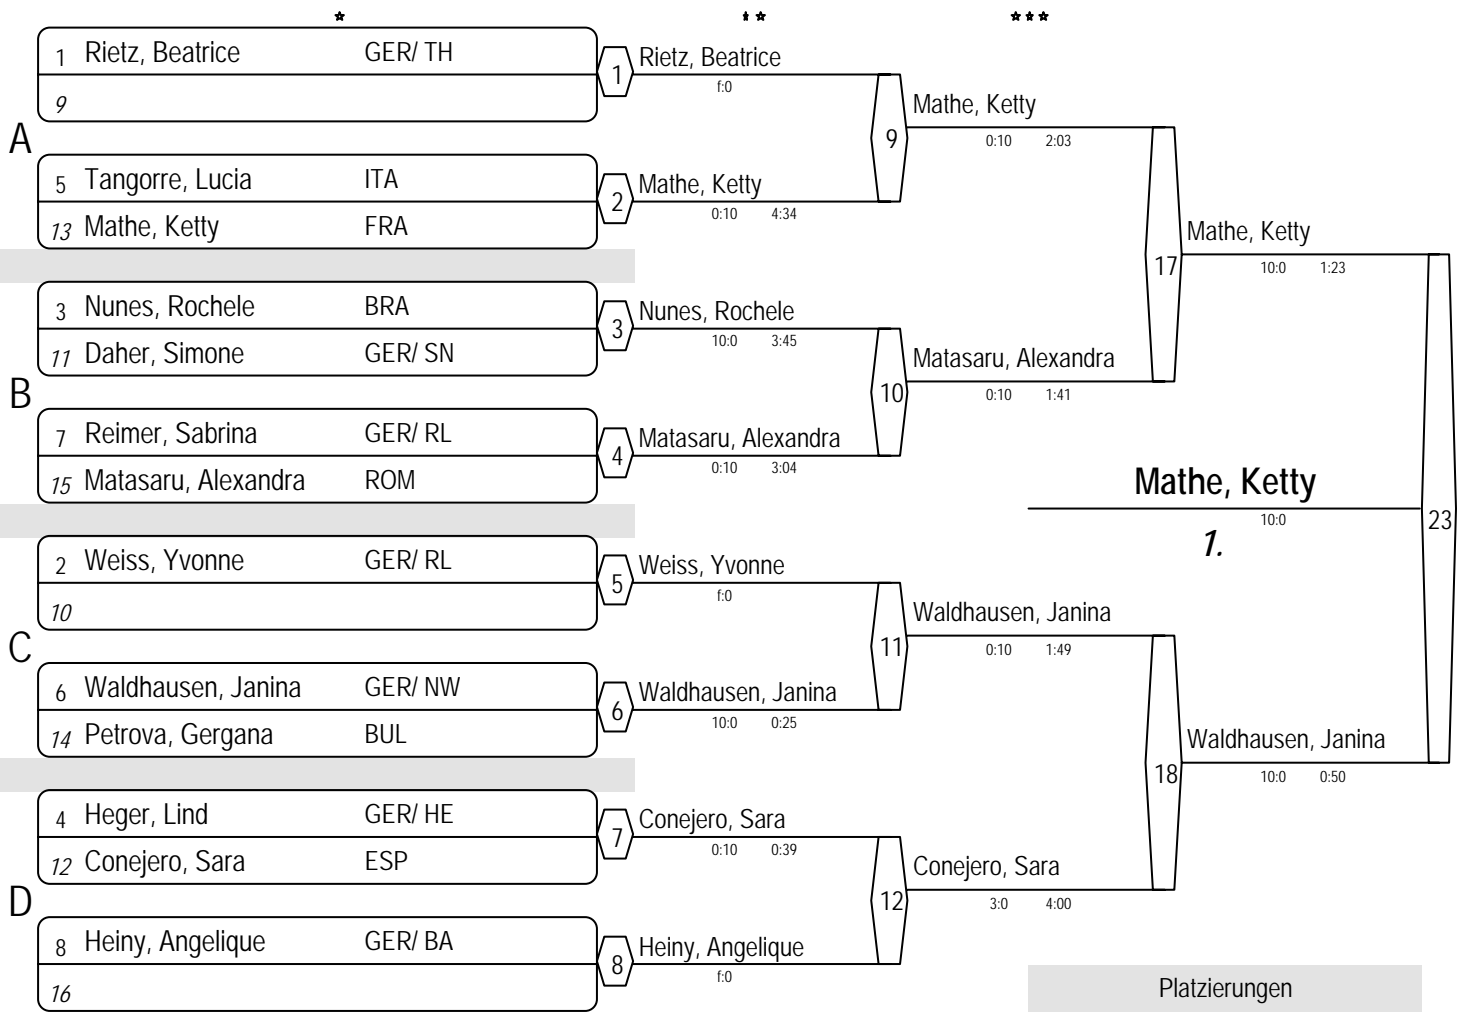 * ** ***
1 Rietz, Beatrice GER/ TH
9
A
5 Tangorre, Lucia ITA
13 Mathe, Ketty FRA
3 Nunes, Rochele BRA
11 Daher, Simone GER/ SN
B
7 Reimer, Sabrina GER/ RL
15 Matasaru, Alexandra ROM
2 Weiss, Yvonne GER/ RL
10
C
6 Waldhausen, Janina GER/ NW
14 Petrova, Gergana BUL
4 Heger, Lind GER/ HE
12 Conejero, Sara ESP
D
8 Heiny, Angelique GER/ BA
16
1 Rietz, Beatrice
f:0
2 Mathe, Ketty
0:10 4:34
3 Nunes, Rochele
10:0 3:45
4 Matasaru, Alexandra
0:10 3:04
5 Weiss, Yvonne
f:0
6 Waldhausen, Janina
10:0 0:25
7 Conejero, Sara
0:10 0:39
8 Heiny, Angelique
f:0
9 Mathe, Ketty
0:10 2:03
10 Matasaru, Alexandra
0:10 1:41
11 Waldhausen, Janina
0:10 1:49
12 Conejero, Sara
3:0 4:00
17 Mathe, Ketty
10:0 1:23
18 Waldhausen, Janina
10:0 0:50
Mathe, Ketty 23
10:0
1.
Platzierungen